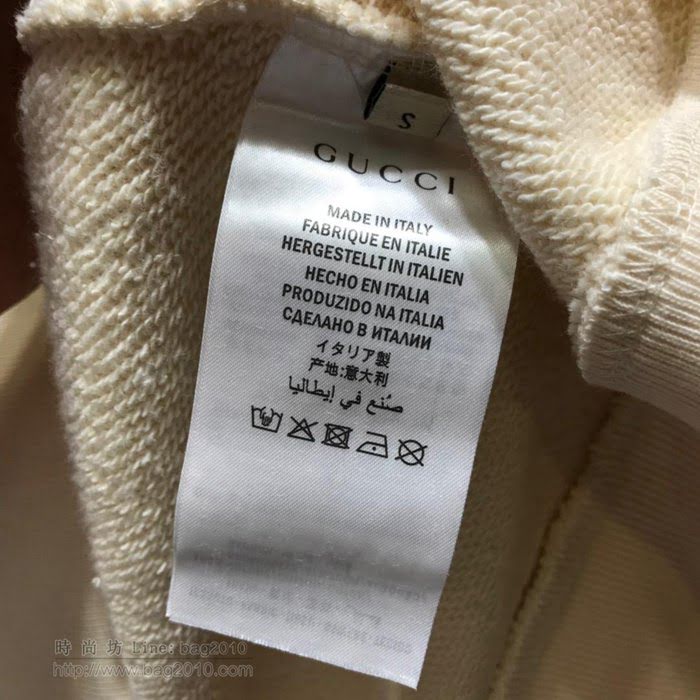 S
GUCCI
MADE IN ITALY
FABRIQUE EN ITALIE
HERGESTELLT IN ITALIEN
HECHO EN ITALIA
PRODUZIDO NA ITALIA
СДЕЛАНО В ИТАЛИИ
イタリア製
产地:意大利
صُنع في إيطاليا
時尚坊 Line: bag2010
http://www.bag2010.com